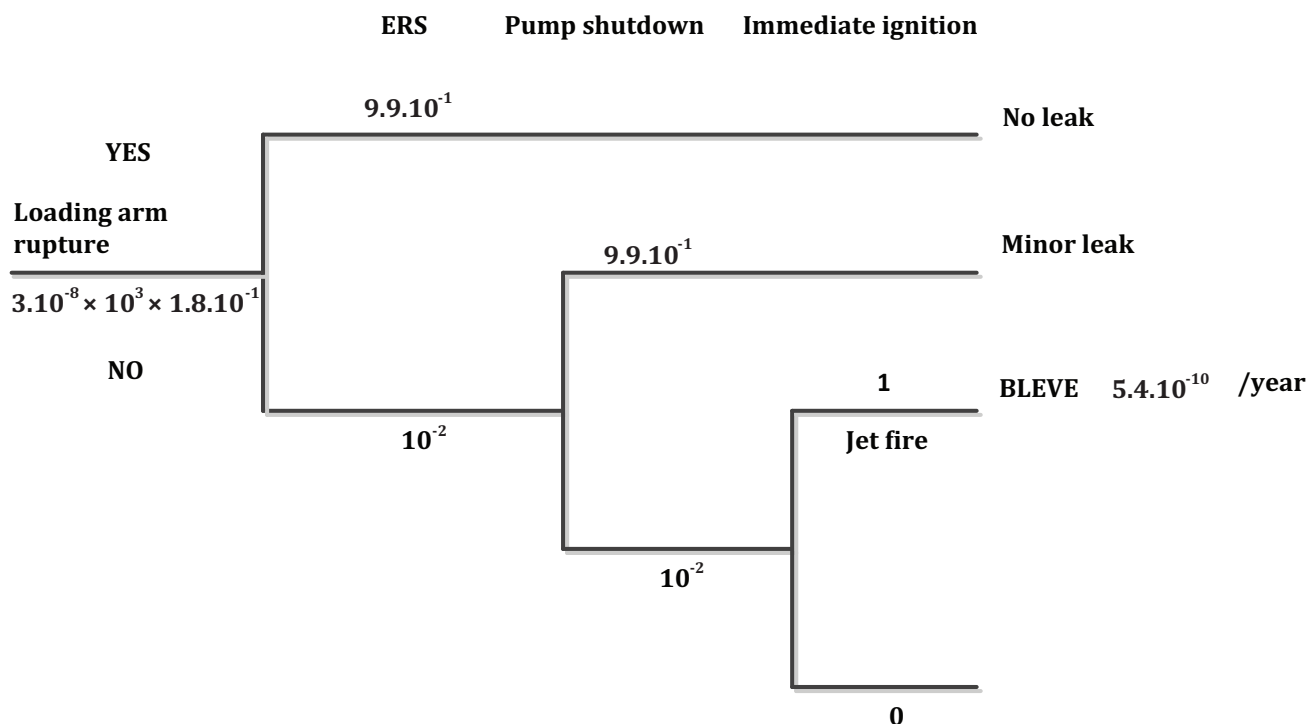 ERS Pump shutdown Immediate ignition
9.9.10⁻¹
No leak
YES
Loading arm
rupture
9.9.10⁻¹
Minor leak
3.10⁻⁸ × 10³ × 1.8.10⁻¹
NO
1
BLEVE 5.4.10⁻¹⁰ /year
10⁻²
Jet fire
10⁻²
0